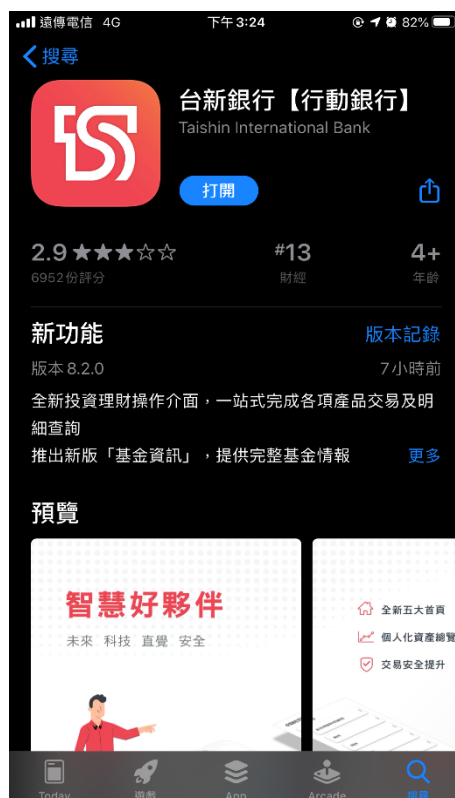 遠傳電信 4G 下午3:24 82%
搜尋
台新銀行【行動銀行】
Taishin International Bank
打開
2.9 #13 4+
6952份評分 財經 年齡
新功能 版本記錄
版本 8.2.0 7小時前
全新投資理財操作介面，一站式完成各項產品交易及明
細查詢
推出新版「基金資訊」，提供完整基金情報 更多
預覽
智慧好夥伴
未來 科技 直覺 安全
全新五大首頁
個人化資產總覽
交易安全提升
Today 遊戲 App Arcade 搜尋